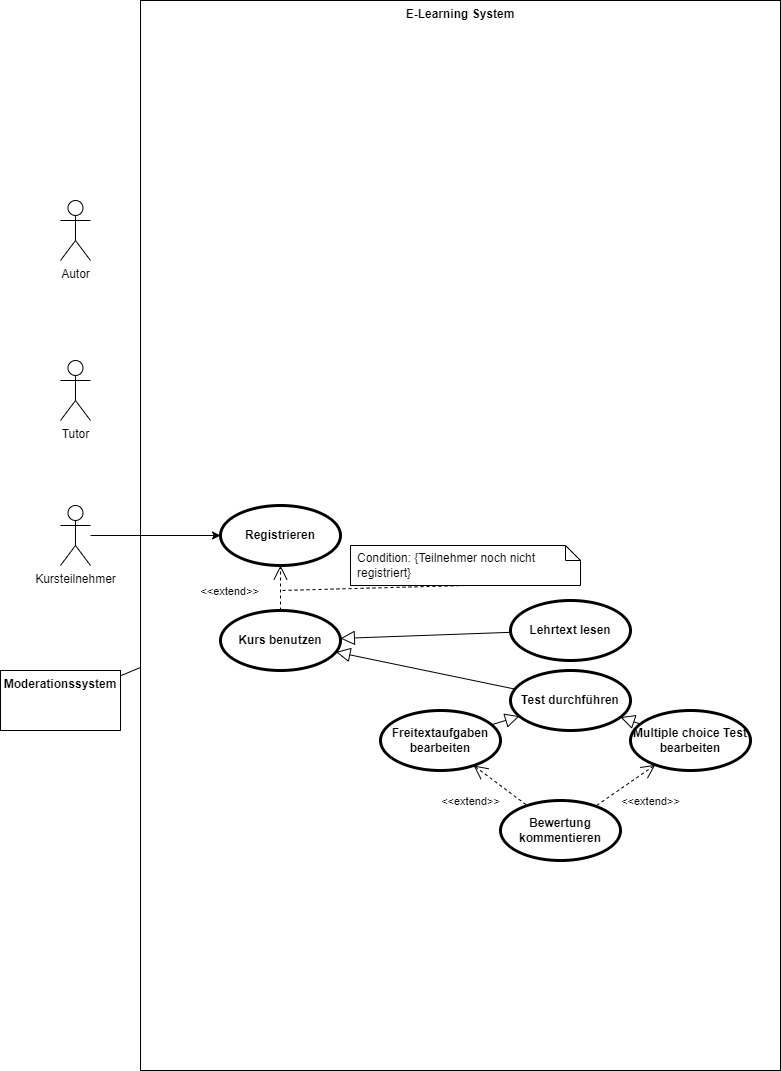 E-Learning System
Autor
Tutor
Kursteilnehmer
Registrieren
Condition: {Teilnehmer noch nicht
registriert}
<<extend>>
Kurs benutzen
Lehrtext lesen
Moderationssystem
Test durchführen
Freitextaufgaben
bearbeiten
Multiple choice Test
bearbeiten
<<extend>>
<<extend>>
Bewertung
kommentieren